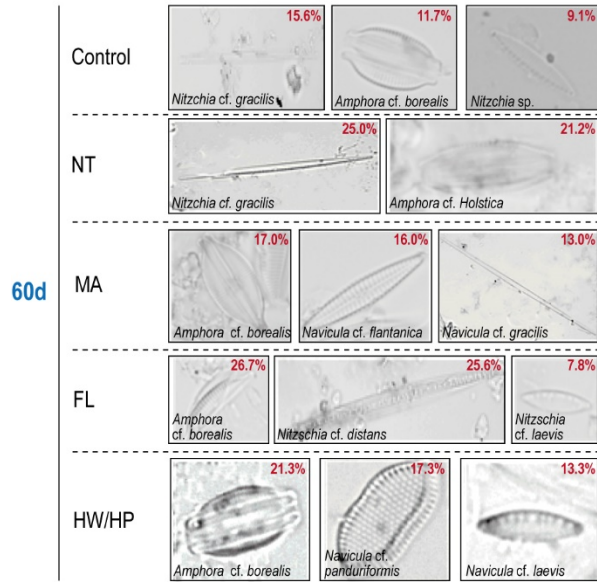 60d
Control
15.6%
Nitzchia cf. gracilis
11.7%
Amphora cf. borealis
9.1%
Nitzchia sp.
NT
25.0%
Nitzchia cf. gracilis
21.2%
Amphora cf. Holstica
MA
17.0%
Amphora cf. borealis
16.0%
Navicula cf. flantanica
13.0%
Navicula cf. gracilis
FL
26.7%
Amphora
cf. borealis
25.6%
Nitzschia cf. distans
7.8%
Nitzschia
cf. laevis
HW/HP
21.3%
Amphora cf. borealis
17.3%
Navicula cf.
panduriformis
13.3%
Navicula cf. laevis